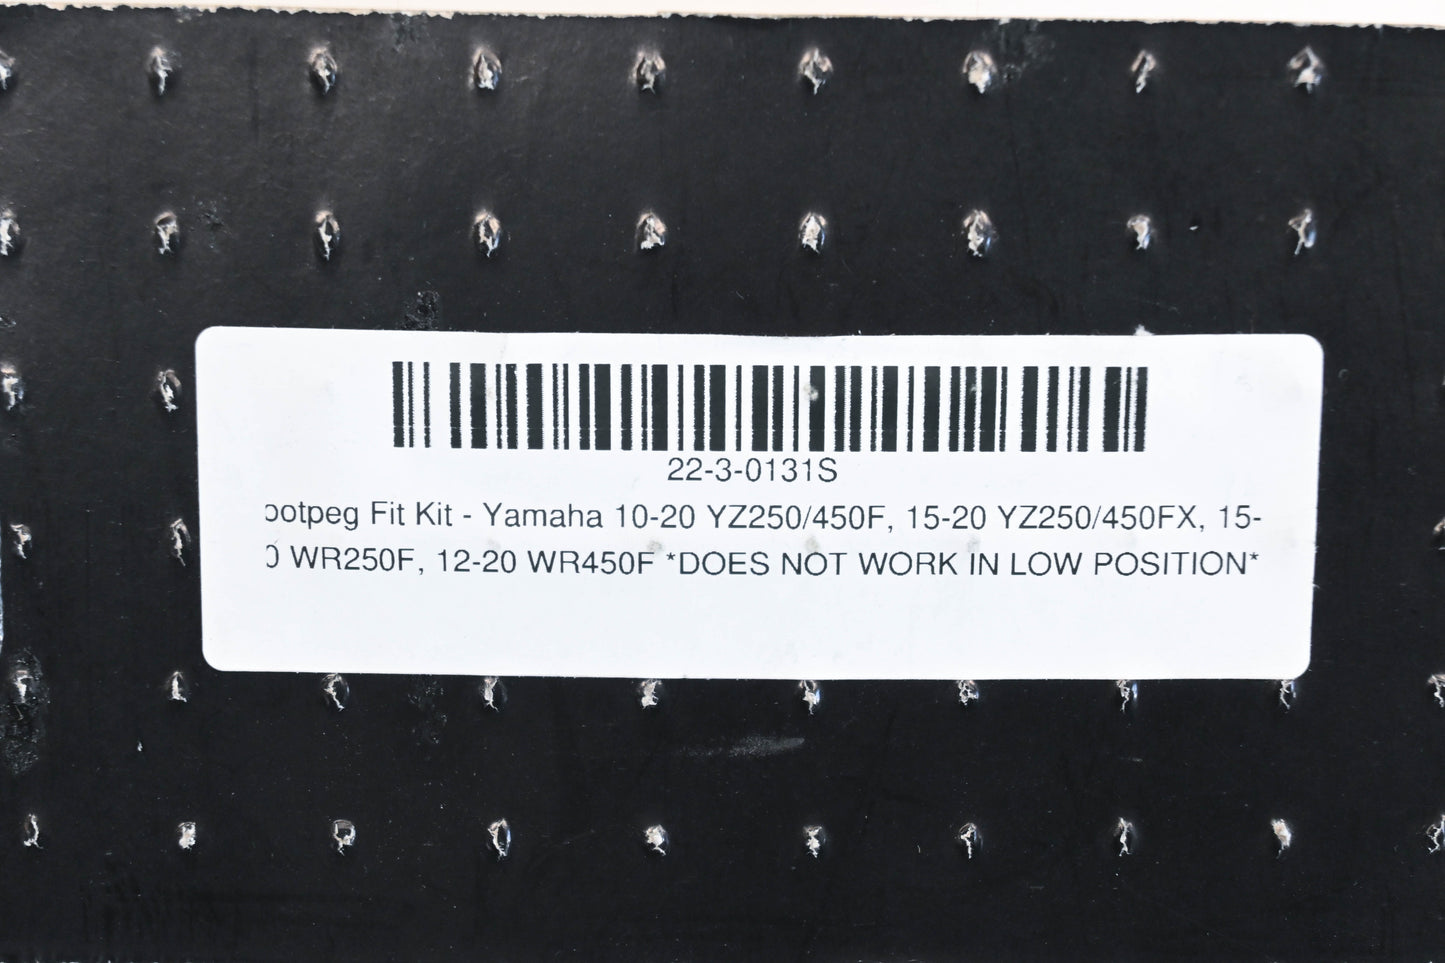 22-3-0131S
ootpeg Fit Kit - Yamaha 10-20 YZ250/450F, 15-20 YZ250/450FX, 15-
0 WR250F, 12-20 WR450F *DOES NOT WORK IN LOW POSITION*